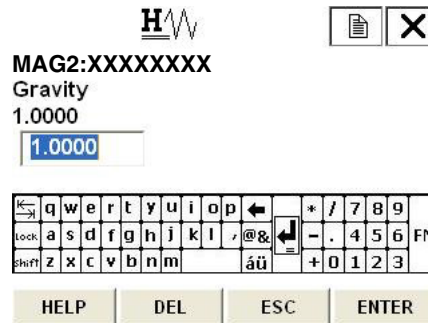 H
MAG2:XXXXXXXX
Gravity
1.0000
1.0000
q w e r t y u i o p * / 7 8 9
Lock a s d f g h j k l , @& - . 4 5 6 FN
shift z x c v b n m áü + 0 1 2 3
HELP DEL ESC ENTER